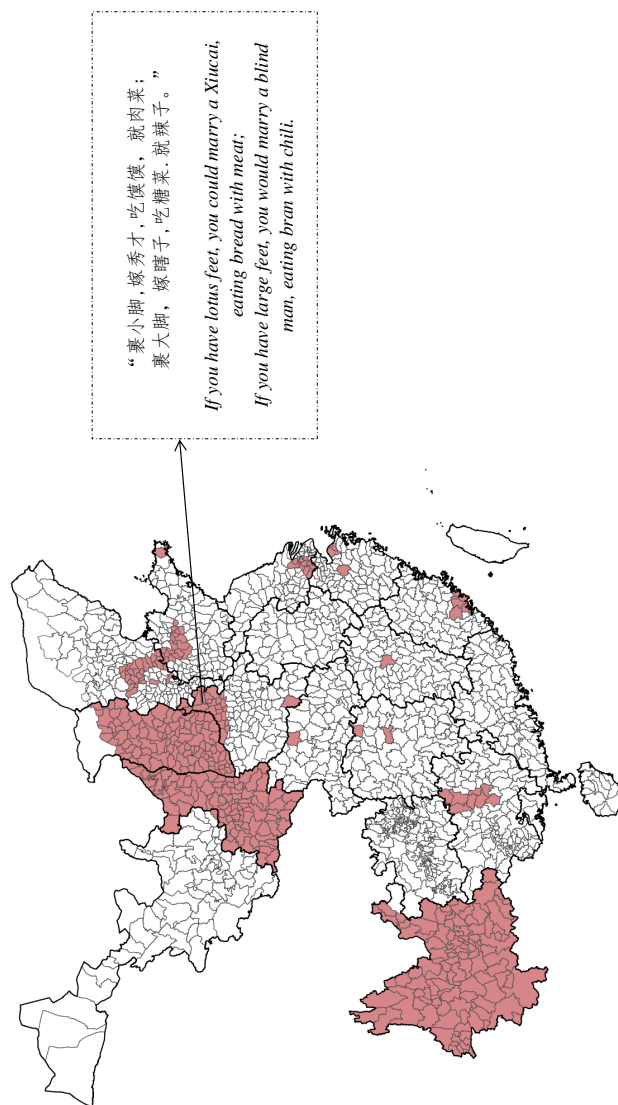 “裹小脚,嫁秀才,吃馍馍，就肉菜；
裹大脚，嫁瞎子,吃糖菜.就辣子。”
If you have lotus feet, you could marry a Xiucai,
eating bread with meat;
If you have large feet, you would marry a blind
man, eating bran with chili.